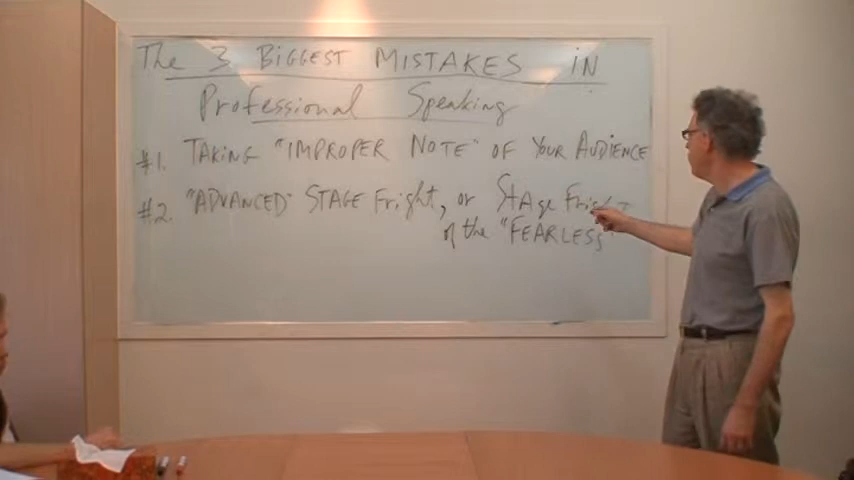 The 3 BIGGEST MISTAKES iN
Professional Speaking
#1. TAKING "IMPROPER NOTE" OF YOUR AUDIENCE
#2. "ADVANCED" STAGE Fright, or STAge Fright
of the "FEARLESS"